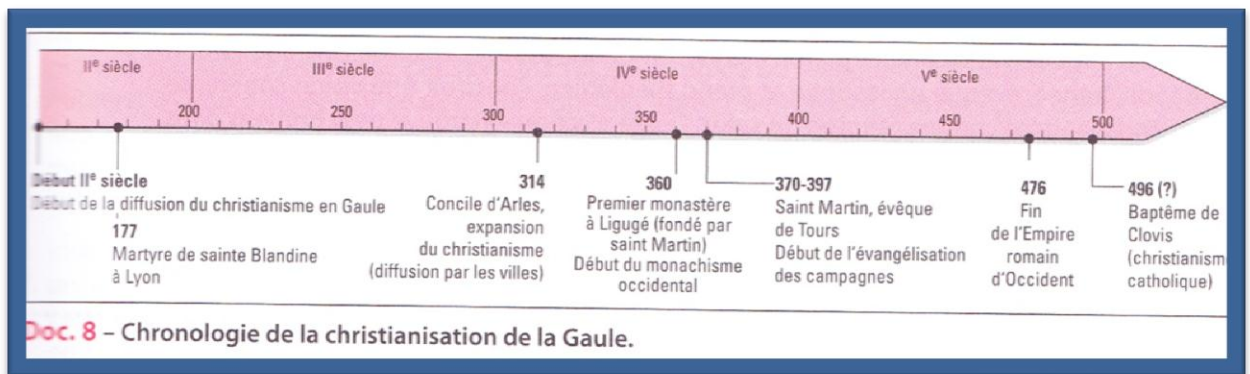 IIe siècle
IIIe siècle
IVe siècle
Ve siècle
200
250
300
350
400
450
500
Début IIe siècle
Début de la diffusion du christianisme en Gaule
177
Martyre de sainte Blandine
à Lyon
314
Concile d'Arles,
expansion
du christianisme
(diffusion par les villes)
360
Premier monastère
à Ligugé (fondé par
saint Martin)
Début du monachisme
occidental
370-397
Saint Martin, évêque
de Tours
Début de l'évangélisation
des campagnes
476
Fin
de l'Empire
romain
d'Occident
496 (?)
Baptême de
Clovis
(christianism
catholique)
Doc. 8 – Chronologie de la christianisation de la Gaule.